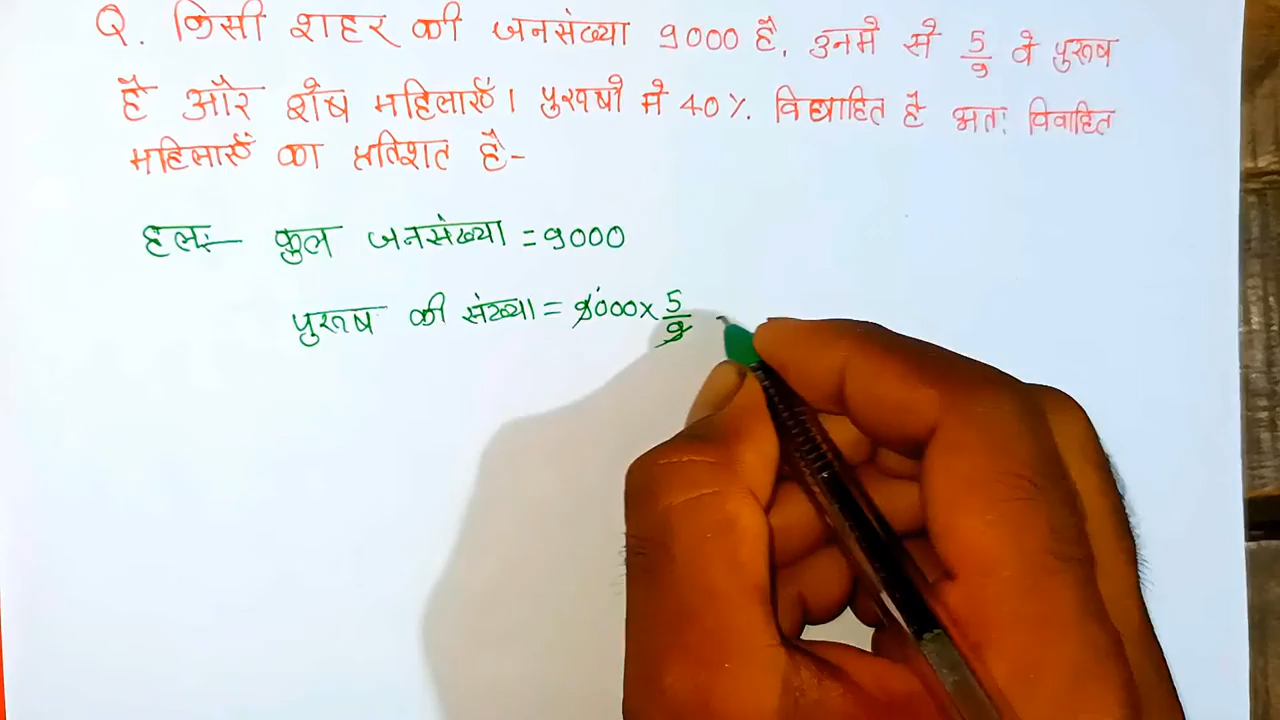 Q. किसी शहर की जनसंख्या 9000 है, उनमे से 5/9 वे पुरूष
है और शेष महिलाएँ। पुरुषो मे 40%. विवाहित है अतः विवाहित
महिलाएँ का प्रतिशत है-
हल:- कुल जनसंख्या = 9000
पुरूष की संख्या = 9000 x 5/9